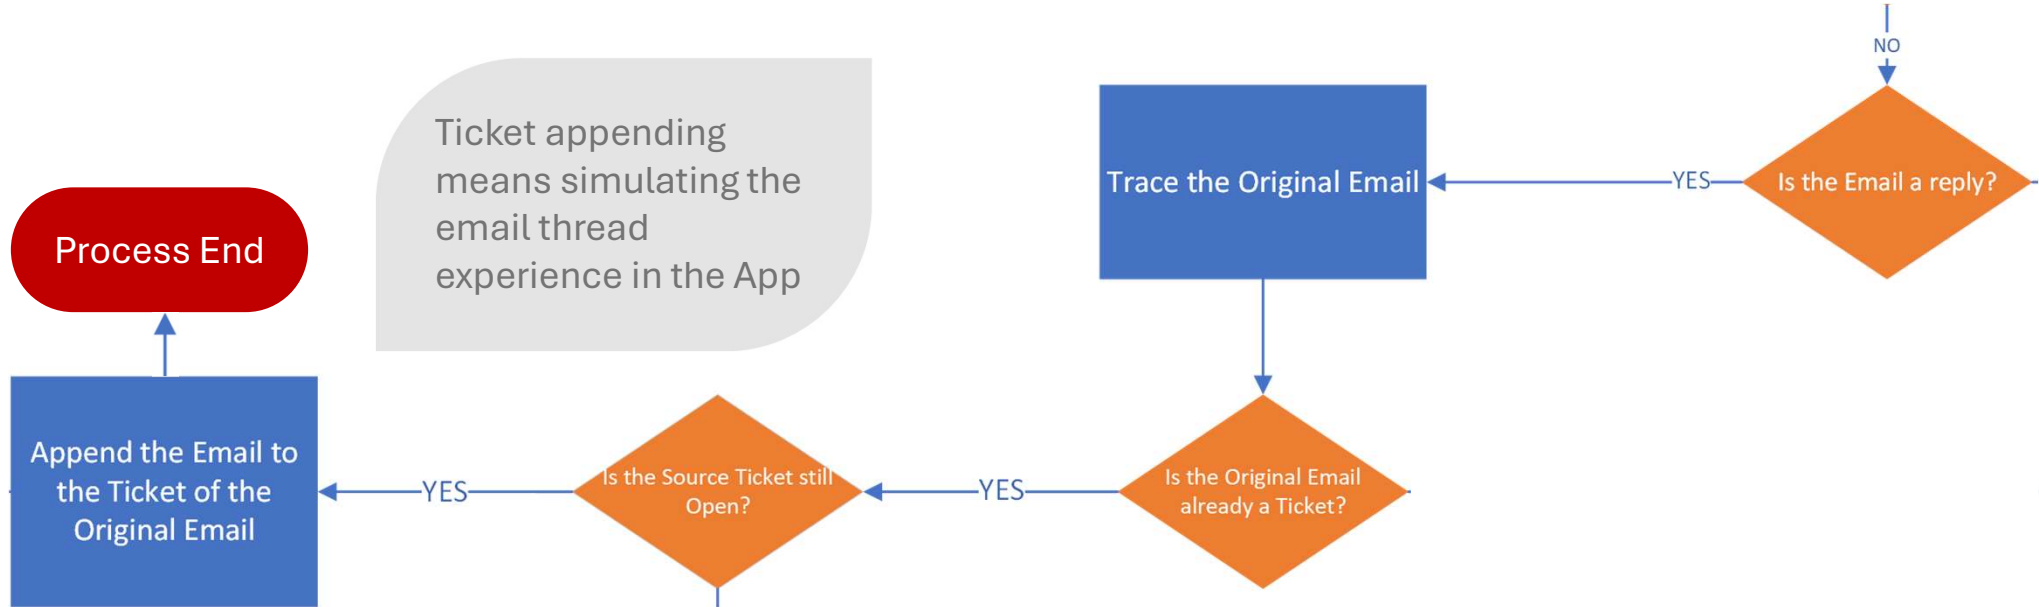 NO
Ticket appending
means simulating the
email thread
experience in the App
Trace the Original Email
YES
Is the Email a reply?
Process End
Append the Email to
the Ticket of the
Original Email
YES
Is the Source Ticket still
Open?
YES
Is the Original Email
already a Ticket?